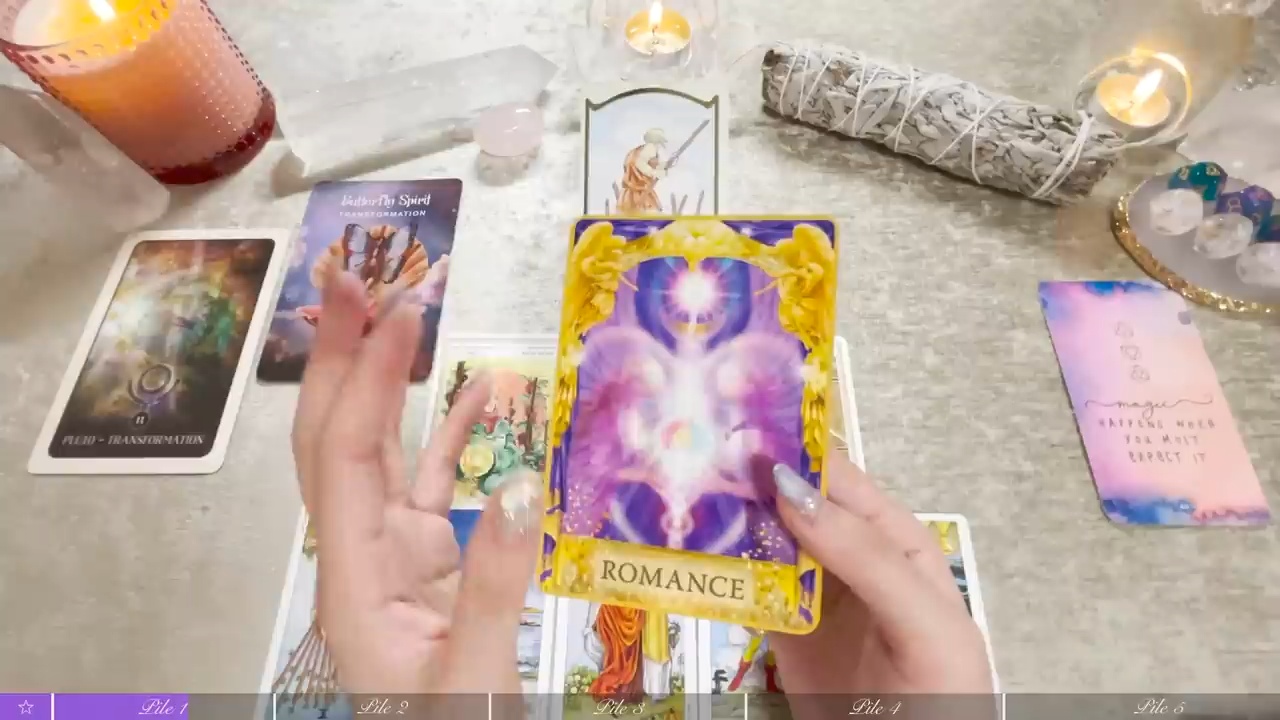 Butterfly Spirit
TRANSFORMATION
11
PLUTO - TRANSFORMATION
ROMANCE
magic
HAPPENS WHEN
YOU MOST
EXPECT IT
Pile 1
Pile 2
Pile 3
Pile 4
Pile 5